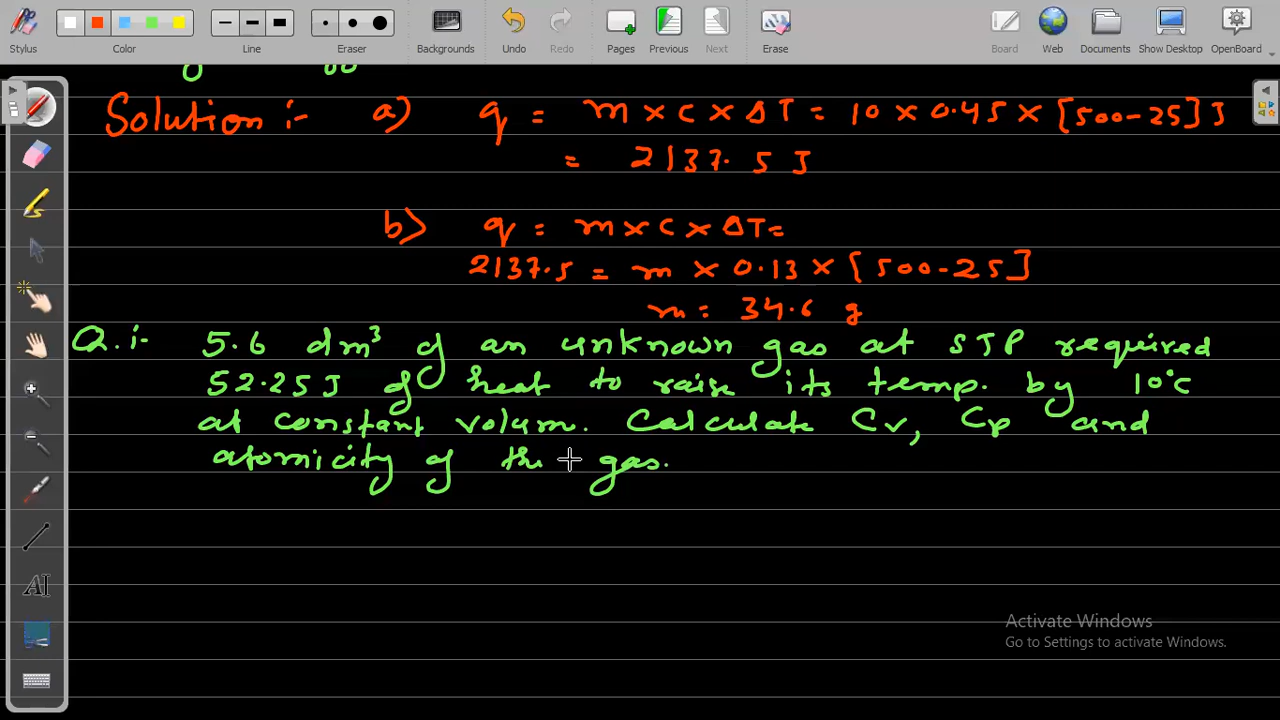 Stylus
Color
Line
Eraser
Backgrounds
Undo
Redo
Pages
Previous
Next
Erase
Board
Web
Documents
Show Desktop
OpenBoard
Solution :- a) q = m × c × ΔT = 10 × 0.45 × [500-25] J
= 2137.5 J
b) q = m × c × ΔT =
2137.5 = m × 0.13 × [500-25]
m = 34.6 g
Q. :- 5.6 dm³ of an unknown gas at STP required
52.25 J of heat to raise its temp. by 10°C
at constant volum. Calculate Cv, Cp and
atomicity of the gas.
AI
Activate Windows
Go to Settings to activate Windows.